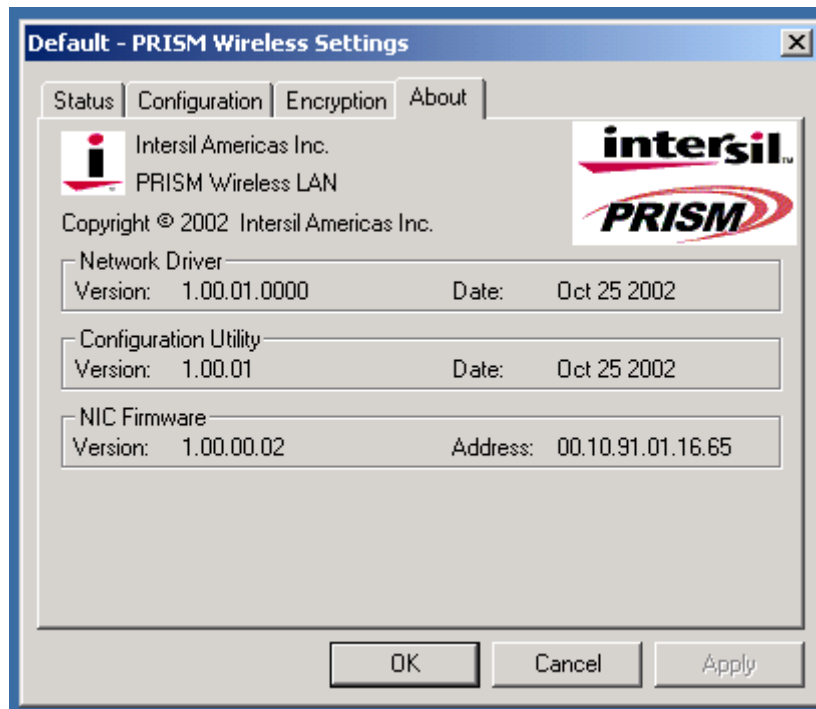 Default - PRISM Wireless Settings
Status Configuration Encryption About
Intersil Americas Inc.
PRISM Wireless LAN
intersil™
PRISM
Copyright © 2002 Intersil Americas Inc.
Network Driver
Version: 1.00.01.0000 Date: Oct 25 2002
Configuration Utility
Version: 1.00.01 Date: Oct 25 2002
NIC Firmware
Version: 1.00.00.02 Address: 00.10.91.01.16.65
OK Cancel Apply